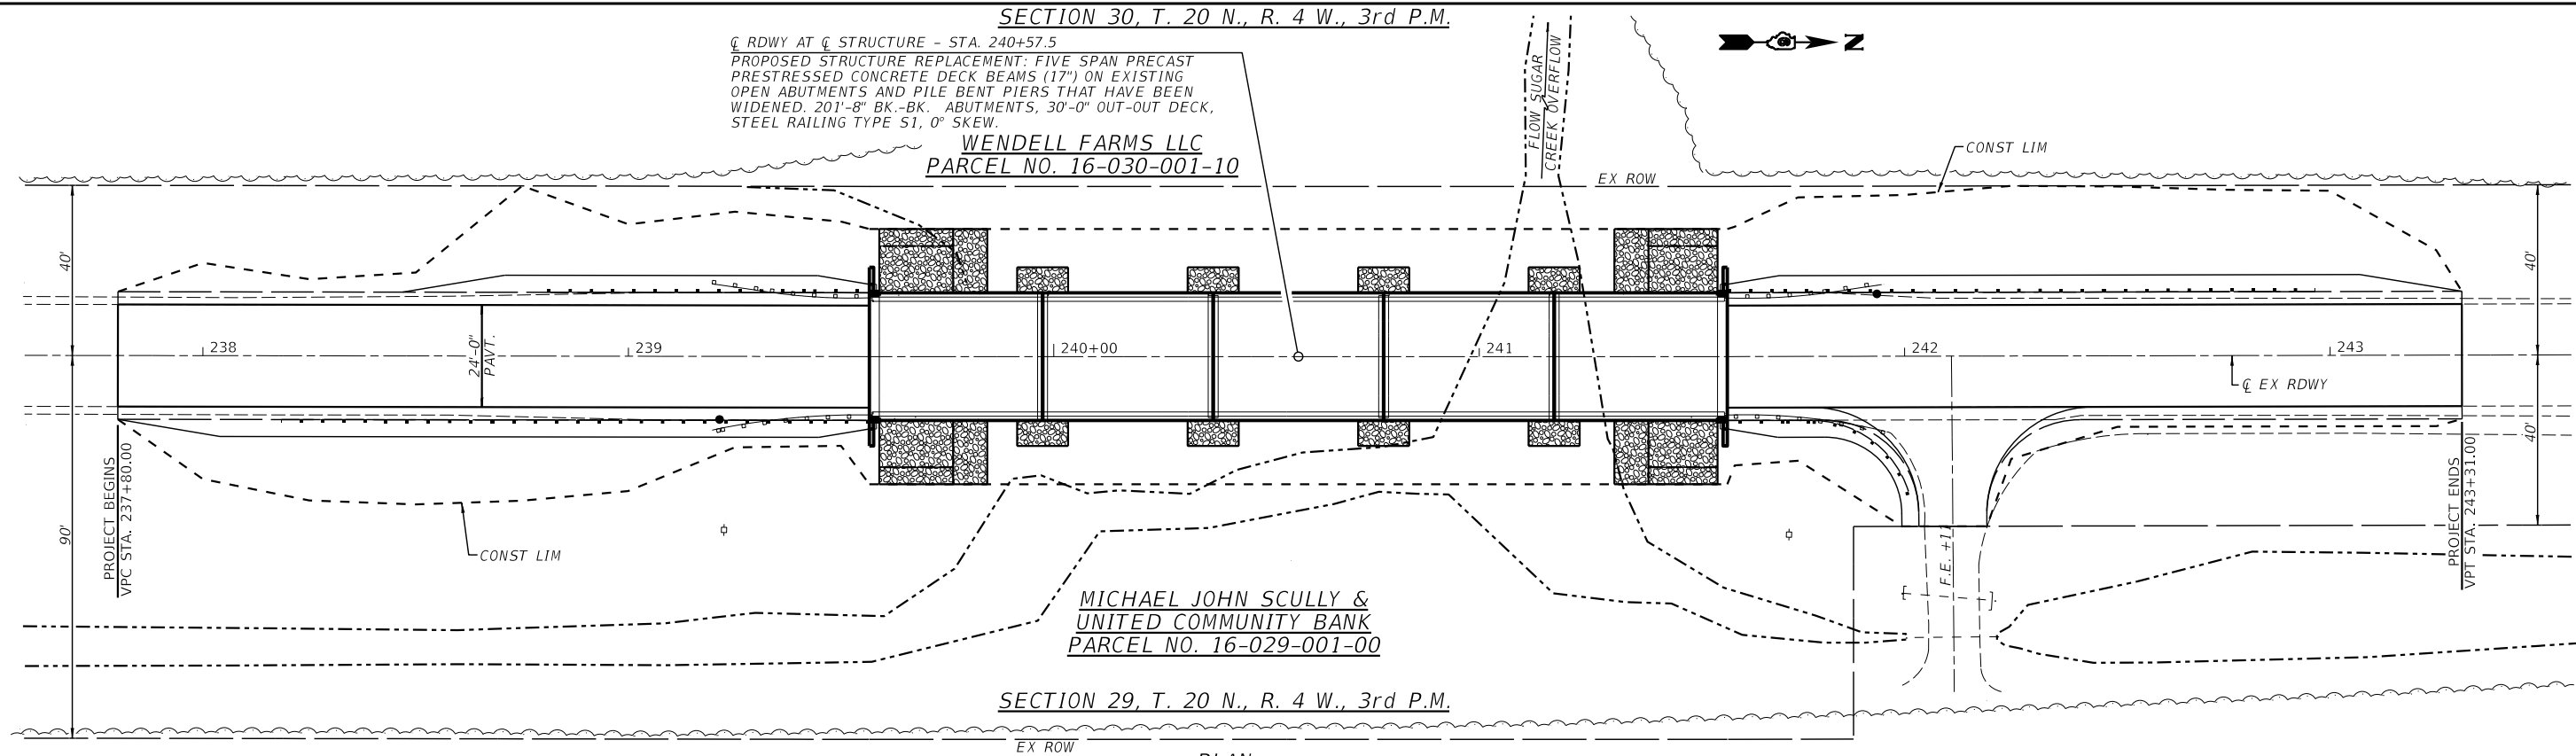 SECTION 30, T. 20 N., R. 4 W., 3rd P.M.
℄ RDWY AT ℄ STRUCTURE - STA. 240+57.5
PROPOSED STRUCTURE REPLACEMENT: FIVE SPAN PRECAST
PRESTRESSED CONCRETE DECK BEAMS (17") ON EXISTING
OPEN ABUTMENTS AND PILE BENT PIERS THAT HAVE BEEN
WIDENED. 201'-8" BK.-BK. ABUTMENTS, 30'-0" OUT-OUT DECK,
STEEL RAILING TYPE S1, 0° SKEW.
WENDELL FARMS LLC
PARCEL NO. 16-030-001-10
FLOW SUGAR
CREEK OVERFLOW
N
CONST LIM
EX ROW
40'
40'
238
239
240+00
241
242
243
24'-0"
PAVT.
℄ EX RDWY
90'
40'
PROJECT BEGINS
VPC STA. 237+80.00
CONST LIM
F.E. +11
PROJECT ENDS
VPT STA. 243+31.00
MICHAEL JOHN SCULLY &
UNITED COMMUNITY BANK
PARCEL NO. 16-029-001-00
SECTION 29, T. 20 N., R. 4 W., 3rd P.M.
EX ROW
PLAN